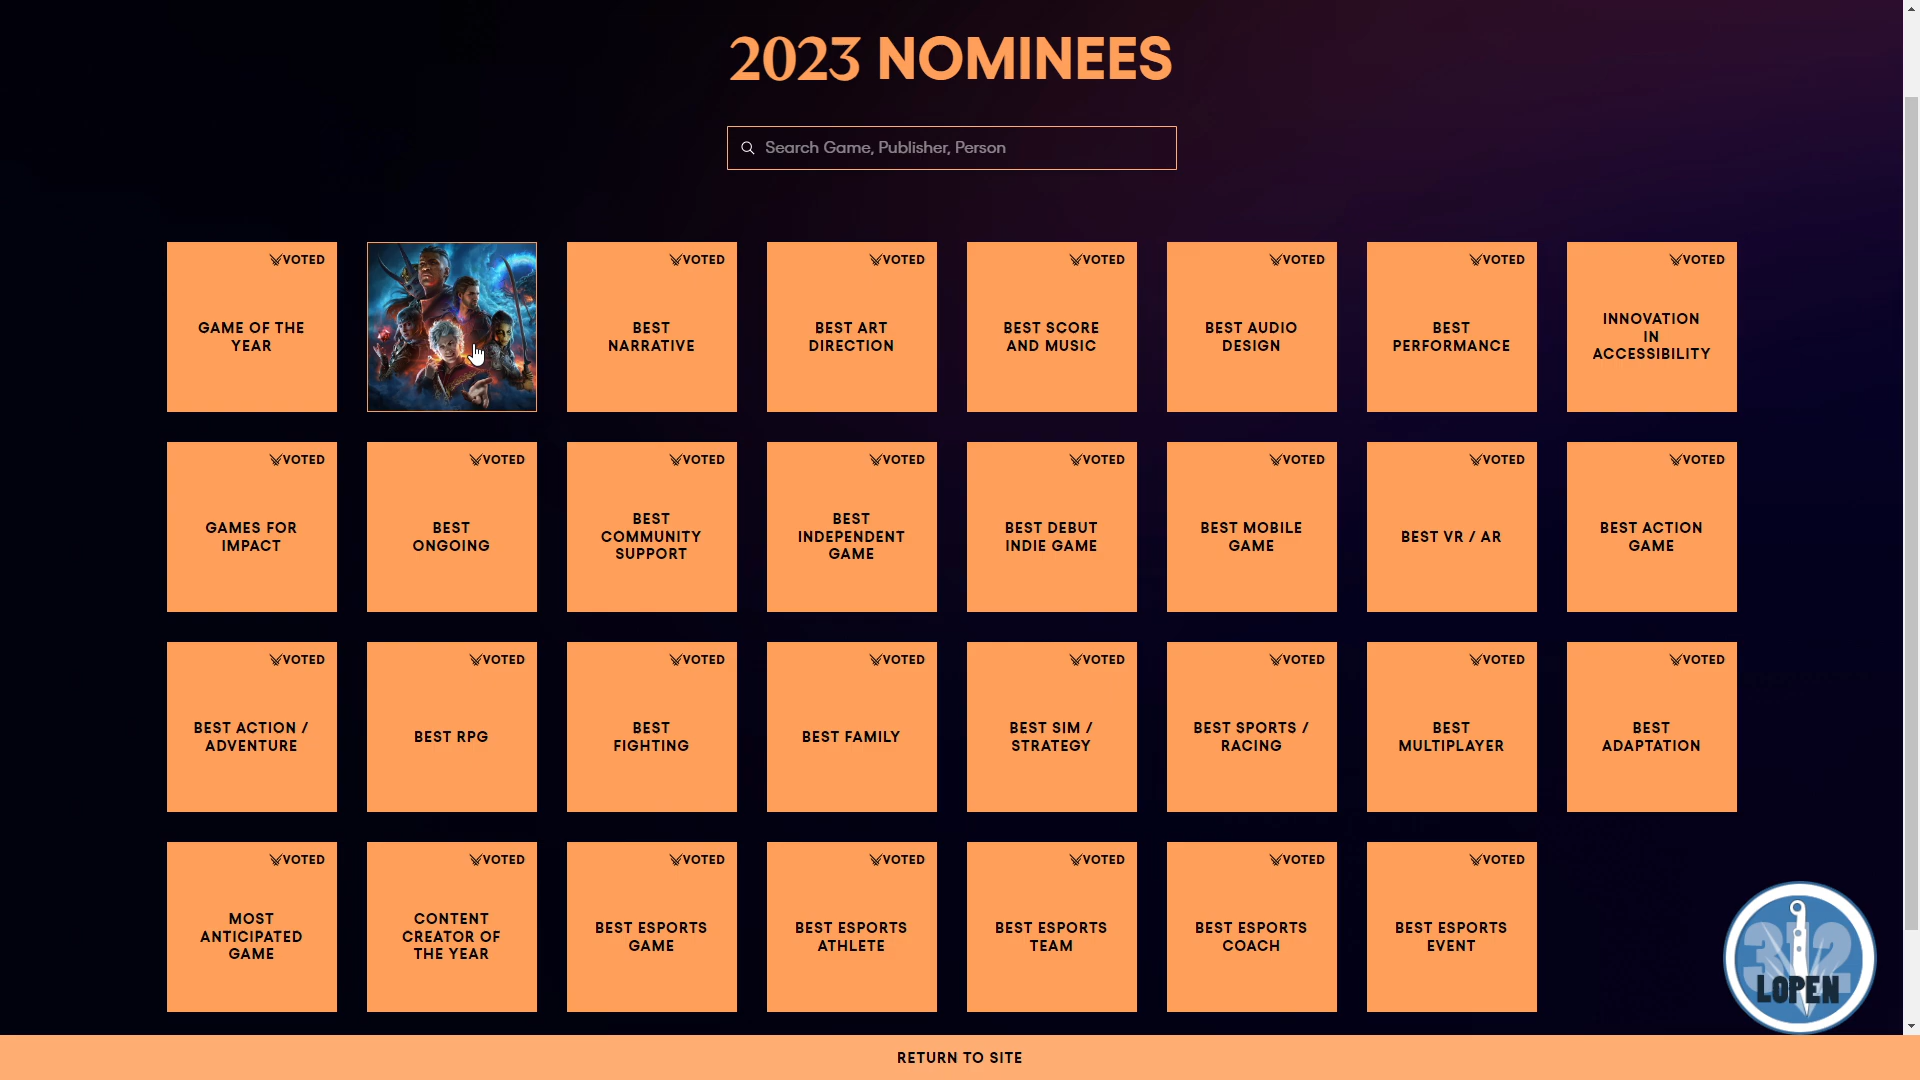 2023 NOMINEES
Search Game, Publisher, Person
VOTED
GAME OF THE
YEAR
VOTED
BEST
NARRATIVE
VOTED
BEST ART
DIRECTION
VOTED
BEST SCORE
AND MUSIC
VOTED
BEST AUDIO
DESIGN
VOTED
BEST
PERFORMANCE
VOTED
INNOVATION
IN
ACCESSIBILITY
VOTED
GAMES FOR
IMPACT
VOTED
BEST
ONGOING
VOTED
BEST
COMMUNITY
SUPPORT
VOTED
BEST
INDEPENDENT
GAME
VOTED
BEST DEBUT
INDIE GAME
VOTED
BEST MOBILE
GAME
VOTED
BEST VR / AR
VOTED
BEST ACTION
GAME
VOTED
BEST ACTION /
ADVENTURE
VOTED
BEST RPG
VOTED
BEST
FIGHTING
VOTED
BEST FAMILY
VOTED
BEST SIM /
STRATEGY
VOTED
BEST SPORTS /
RACING
VOTED
BEST
MULTIPLAYER
VOTED
BEST
ADAPTATION
VOTED
MOST
ANTICIPATED
GAME
VOTED
CONTENT
CREATOR OF
THE YEAR
VOTED
BEST ESPORTS
GAME
VOTED
BEST ESPORTS
ATHLETE
VOTED
BEST ESPORTS
TEAM
VOTED
BEST ESPORTS
COACH
VOTED
BEST ESPORTS
EVENT
312
LOPEN
RETURN TO SITE